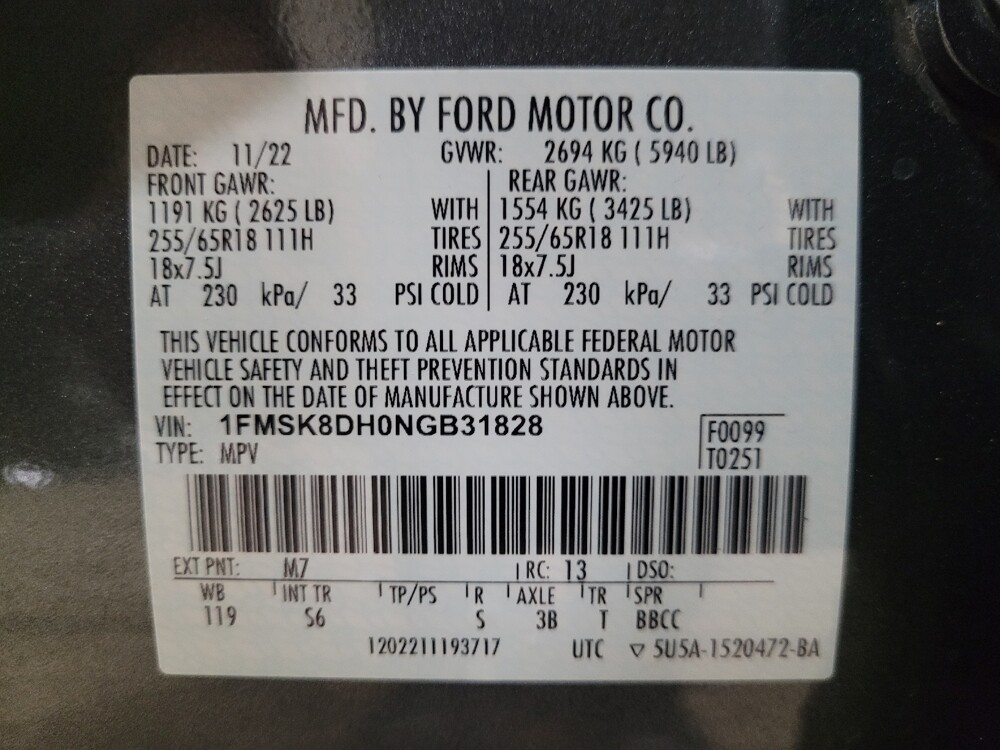 MFD. BY FORD MOTOR CO.
DATE: 11/22 GVWR: 2694 KG ( 5940 LB)
FRONT GAWR: REAR GAWR:
1191 KG ( 2625 LB) WITH 1554 KG ( 3425 LB) WITH
255/65R18 111H TIRES 255/65R18 111H TIRES
18x7.5J RIMS 18x7.5J RIMS
AT 230 kPa/ 33 PSI COLD AT 230 kPa/ 33 PSI COLD
THIS VEHICLE CONFORMS TO ALL APPLICABLE FEDERAL MOTOR
VEHICLE SAFETY AND THEFT PREVENTION STANDARDS IN
EFFECT ON THE DATE OF MANUFACTURE SHOWN ABOVE.
VIN: 1FMSK8DH0NGB31828 F0099
TYPE: MPV T0251
EXT PNT: M7 RC: 13 DSO:
WB INT TR TP/PS R AXLE TR SPR
119 S6 S 3B T BBCC
1202211193717 UTC ▽ 5U5A-1520472-BA